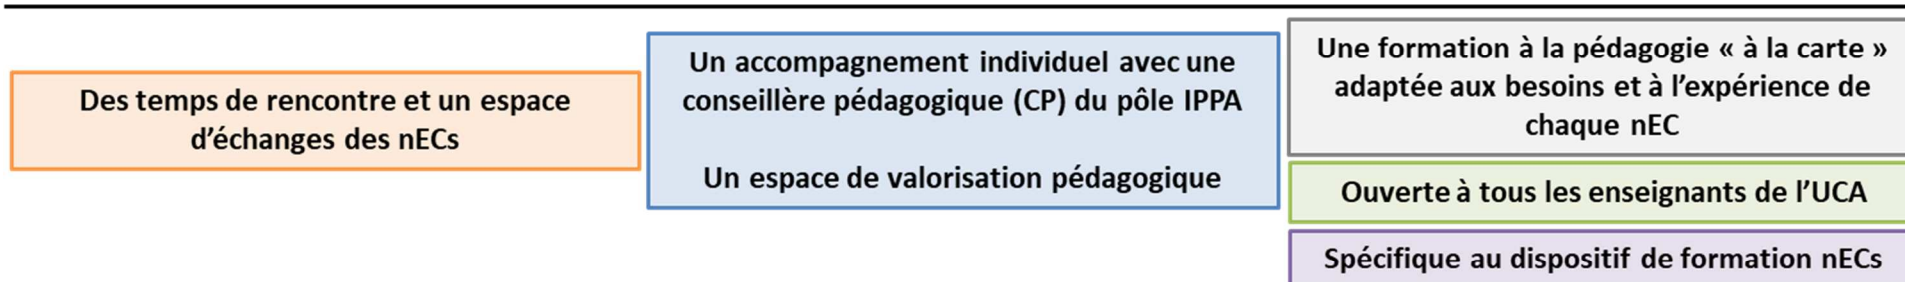 Des temps de rencontre et un espace
d’échanges des nECs
Un accompagnement individuel avec une
conseillère pédagogique (CP) du pôle IPPA
Un espace de valorisation pédagogique
Une formation à la pédagogie « à la carte »
adaptée aux besoins et à l’expérience de
chaque nEC
Ouverte à tous les enseignants de l’UCA
Spécifique au dispositif de formation nECs